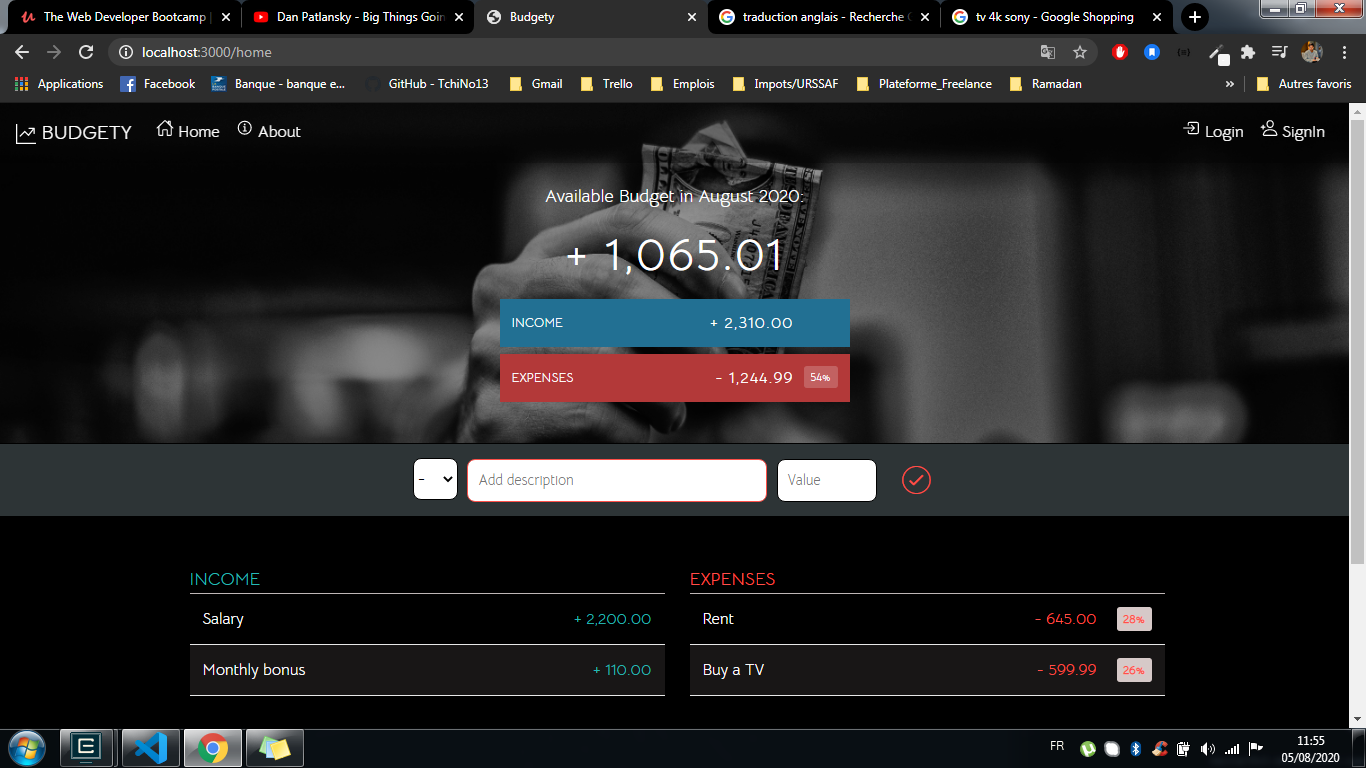 The Web Developer Bootcamp
Dan Patlansky - Big Things Goin
Budgety
traduction anglais - Recherche
tv 4k sony - Google Shopping
localhost:3000/home
Applications
Facebook
Banque - banque e...
GitHub - TchiNo13
Gmail
Trello
Emplois
Impots/URSSAF
Plateforme_Freelance
Ramadan
»
Autres favoris
BUDGETY
Home
About
Login
SignIn
Available Budget in August 2020:
+ 1,065.01
INCOME + 2,310.00
EXPENSES - 1,244.99 54%
-
Add description
Value
INCOME
Salary + 2,200.00
Monthly bonus + 110.00
EXPENSES
Rent - 645.00 28%
Buy a TV - 599.99 26%
FR
11:55
05/08/2020